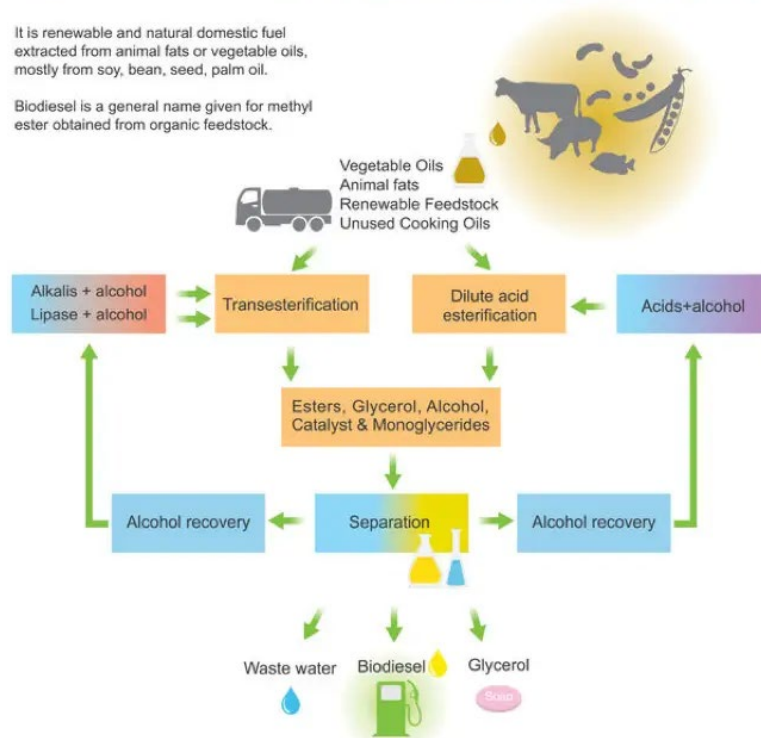 It is renewable and natural domestic fuel
extracted from animal fats or vegetable oils,
mostly from soy, bean, seed, palm oil.
Biodiesel is a general name given for methyl
ester obtained from organic feedstock.
Vegetable Oils
Animal fats
Renewable Feedstock
Unused Cooking Oils
Alkalis + alcohol
Lipase + alcohol
Transesterification
Dilute acid
esterification
Acids+alcohol
Esters, Glycerol, Alcohol,
Catalyst & Monoglycerides
Alcohol recovery
Separation
Alcohol recovery
Waste water
Biodiesel
Glycerol
Soap